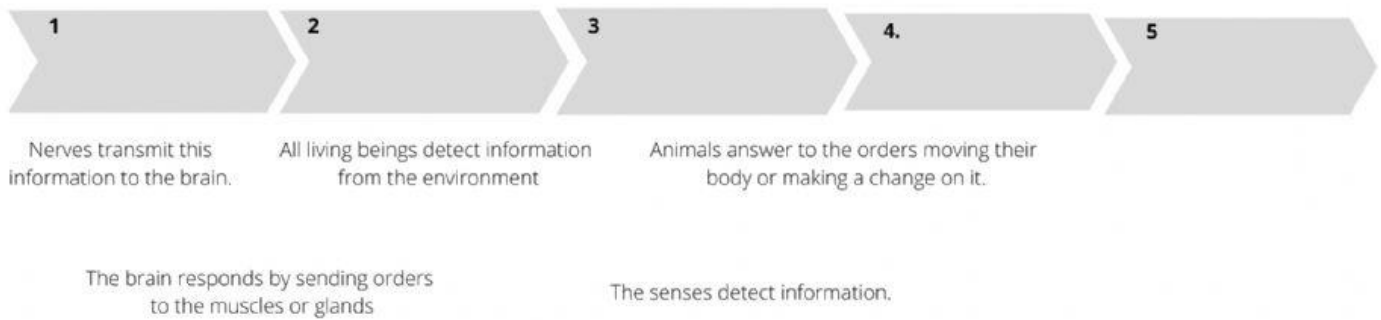 1 2 3 4. 5
Nerves transmit this
information to the brain.
All living beings detect information
from the environment
Animals answer to the orders moving their
body or making a change on it.
The brain responds by sending orders
to the muscles or glands
The senses detect information.